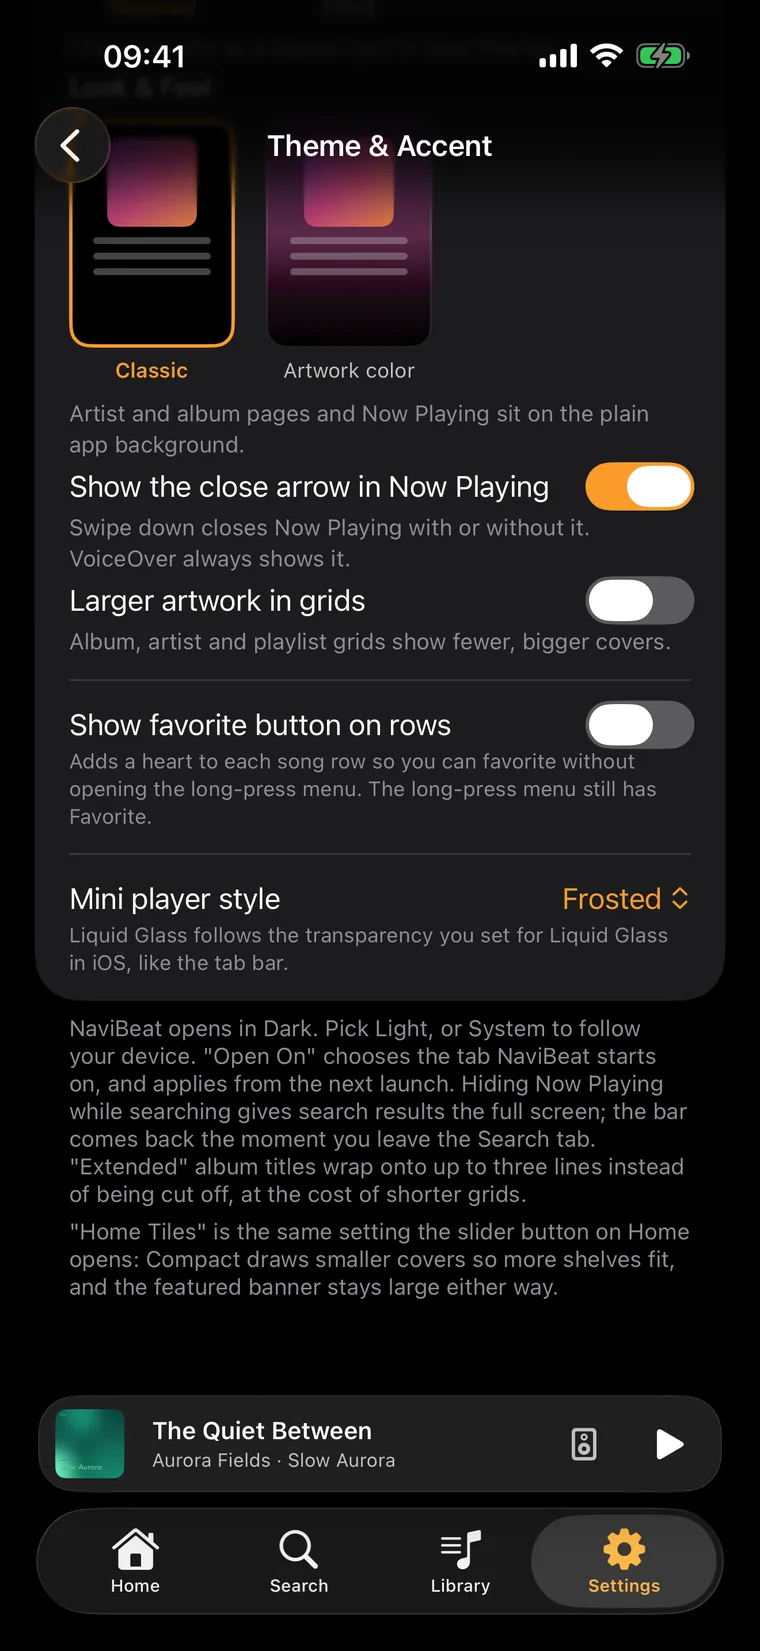 09:41
Look & Feel
Theme & Accent
Classic
Artwork color
Artist and album pages and Now Playing sit on the plain
app background.
Show the close arrow in Now Playing
Swipe down closes Now Playing with or without it.
VoiceOver always shows it.
Larger artwork in grids
Album, artist and playlist grids show fewer, bigger covers.
Show favorite button on rows
Adds a heart to each song row so you can favorite without
opening the long-press menu. The long-press menu still has
Favorite.
Mini player style
Frosted
Liquid Glass follows the transparency you set for Liquid Glass
in iOS, like the tab bar.
NaviBeat opens in Dark. Pick Light, or System to follow
your device. "Open On" chooses the tab NaviBeat starts
on, and applies from the next launch. Hiding Now Playing
while searching gives search results the full screen; the bar
comes back the moment you leave the Search tab.
"Extended" album titles wrap onto up to three lines instead
of being cut off, at the cost of shorter grids.
"Home Tiles" is the same setting the slider button on Home
opens: Compact draws smaller covers so more shelves fit,
and the featured banner stays large either way.
The Quiet Between
Aurora Fields · Slow Aurora
Home
Search
Library
Settings